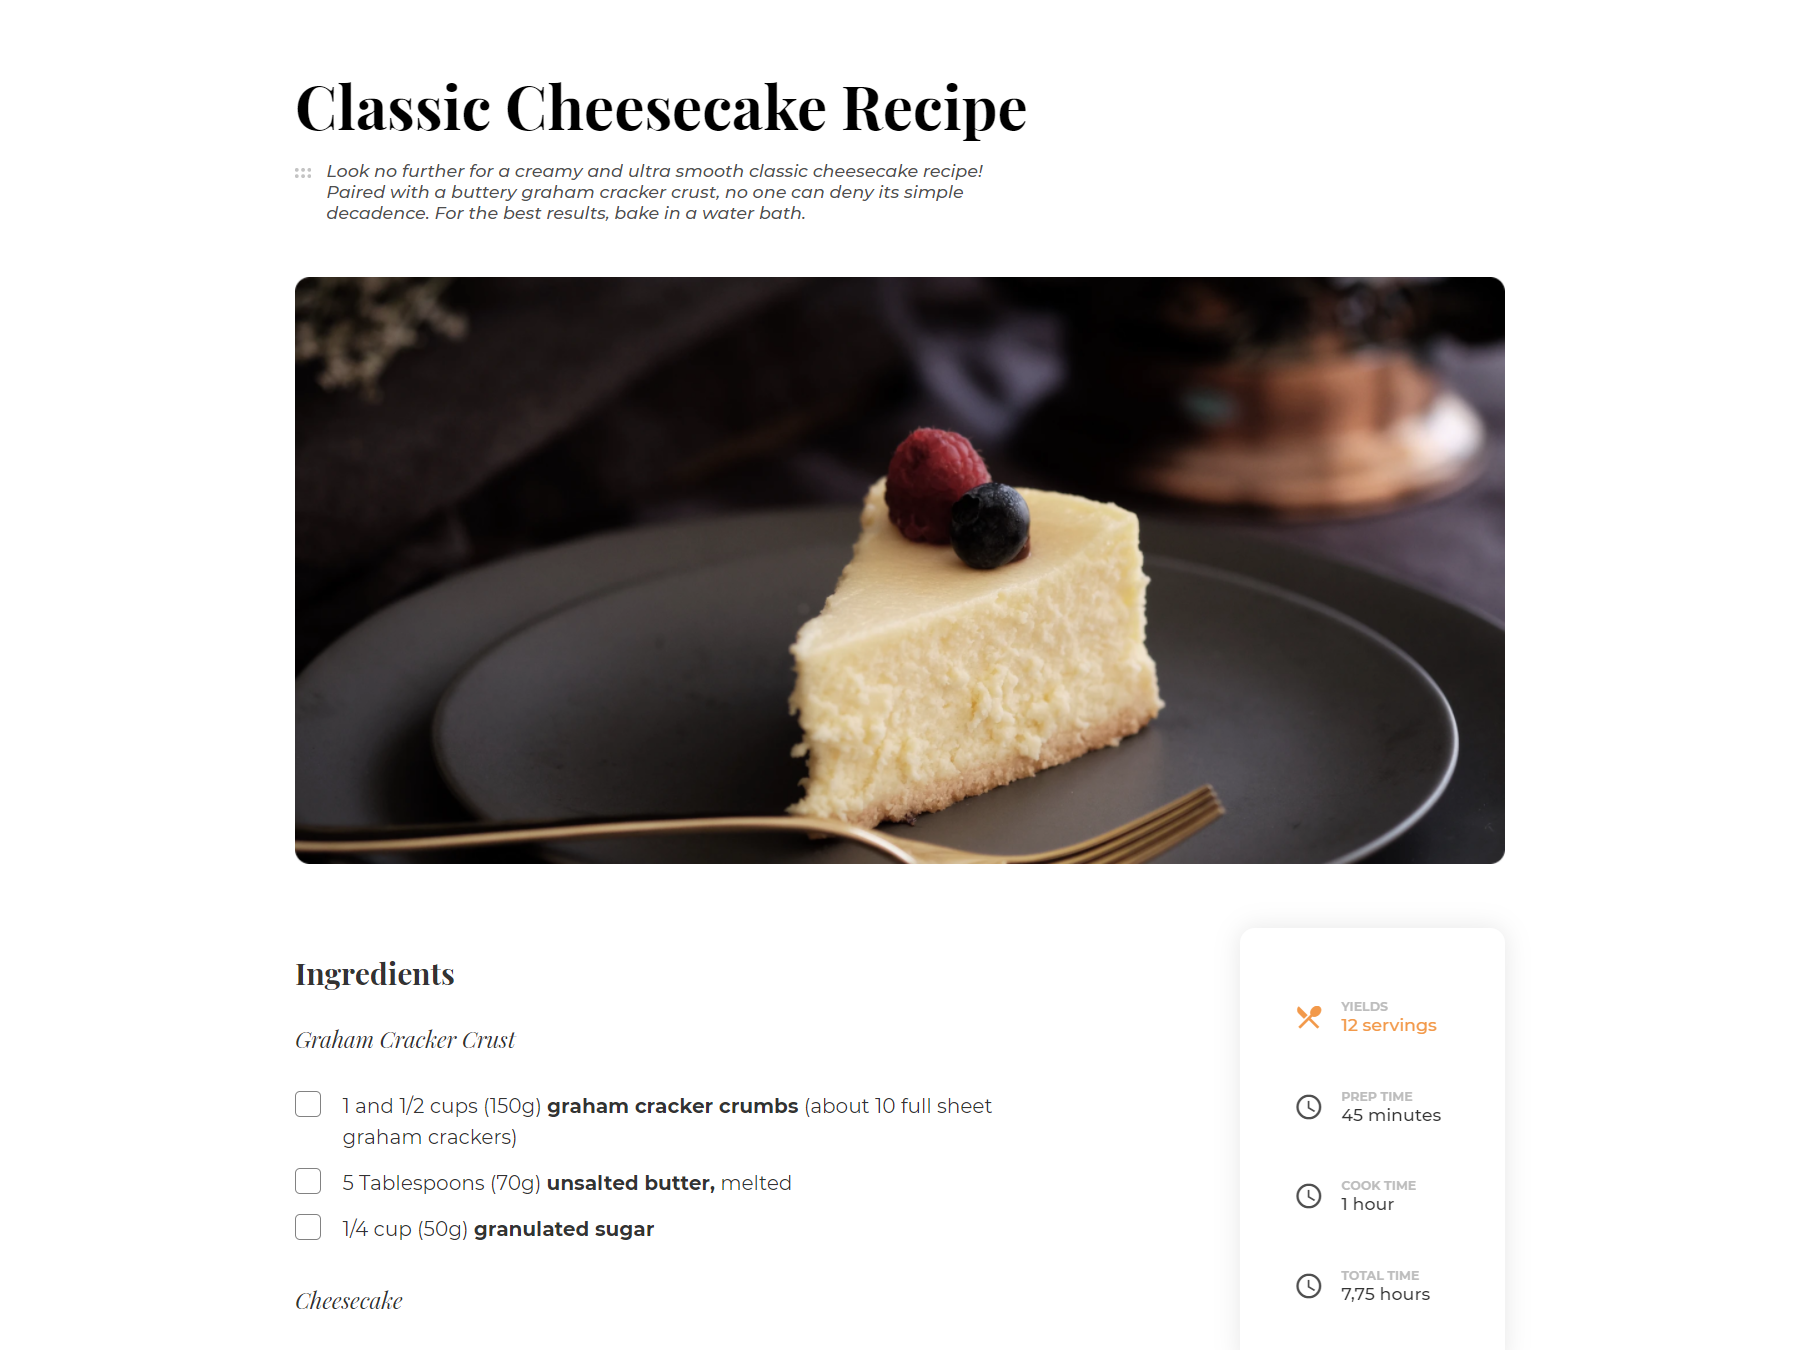 Classic Cheesecake Recipe
Look no further for a creamy and ultra smooth classic cheesecake recipe!
Paired with a buttery graham cracker crust, no one can deny its simple
decadence. For the best results, bake in a water bath.
Ingredients
Graham Cracker Crust
1 and 1/2 cups (150g) graham cracker crumbs (about 10 full sheet
graham crackers)
5 Tablespoons (70g) unsalted butter, melted
1/4 cup (50g) granulated sugar
Cheesecake
YIELDS
12 servings
PREP TIME
45 minutes
COOK TIME
1 hour
TOTAL TIME
7,75 hours